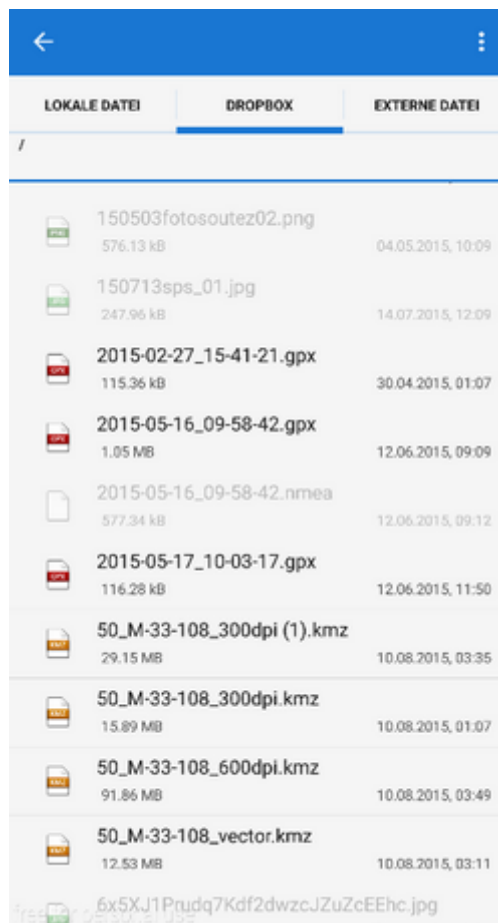 LOKALE DATEI DROPBOX EXTERNE DATEI
/
150503fotosoutez02.png
576.13 kB 04.05.2015, 10:09
150713sps_01.jpg
247.96 kB 14.07.2015, 12:09
2015-02-27_15-41-21.gpx
115.36 kB 30.04.2015, 01:07
2015-05-16_09-58-42.gpx
1.05 MB 12.06.2015, 09:09
2015-05-16_09-58-42.nmea
577.34 kB 12.06.2015, 09:12
2015-05-17_10-03-17.gpx
116.28 kB 12.06.2015, 11:50
50_M-33-108_300dpi (1).kmz
29.15 MB 10.08.2015, 03:35
50_M-33-108_300dpi.kmz
15.89 MB 10.08.2015, 01:07
50_M-33-108_600dpi.kmz
91.86 MB 10.08.2015, 03:49
50_M-33-108_vector.kmz
12.53 MB 10.08.2015, 03:11
6x5XJ1Prudq7Kdf2dwzcJZuZcEEhc.jpg